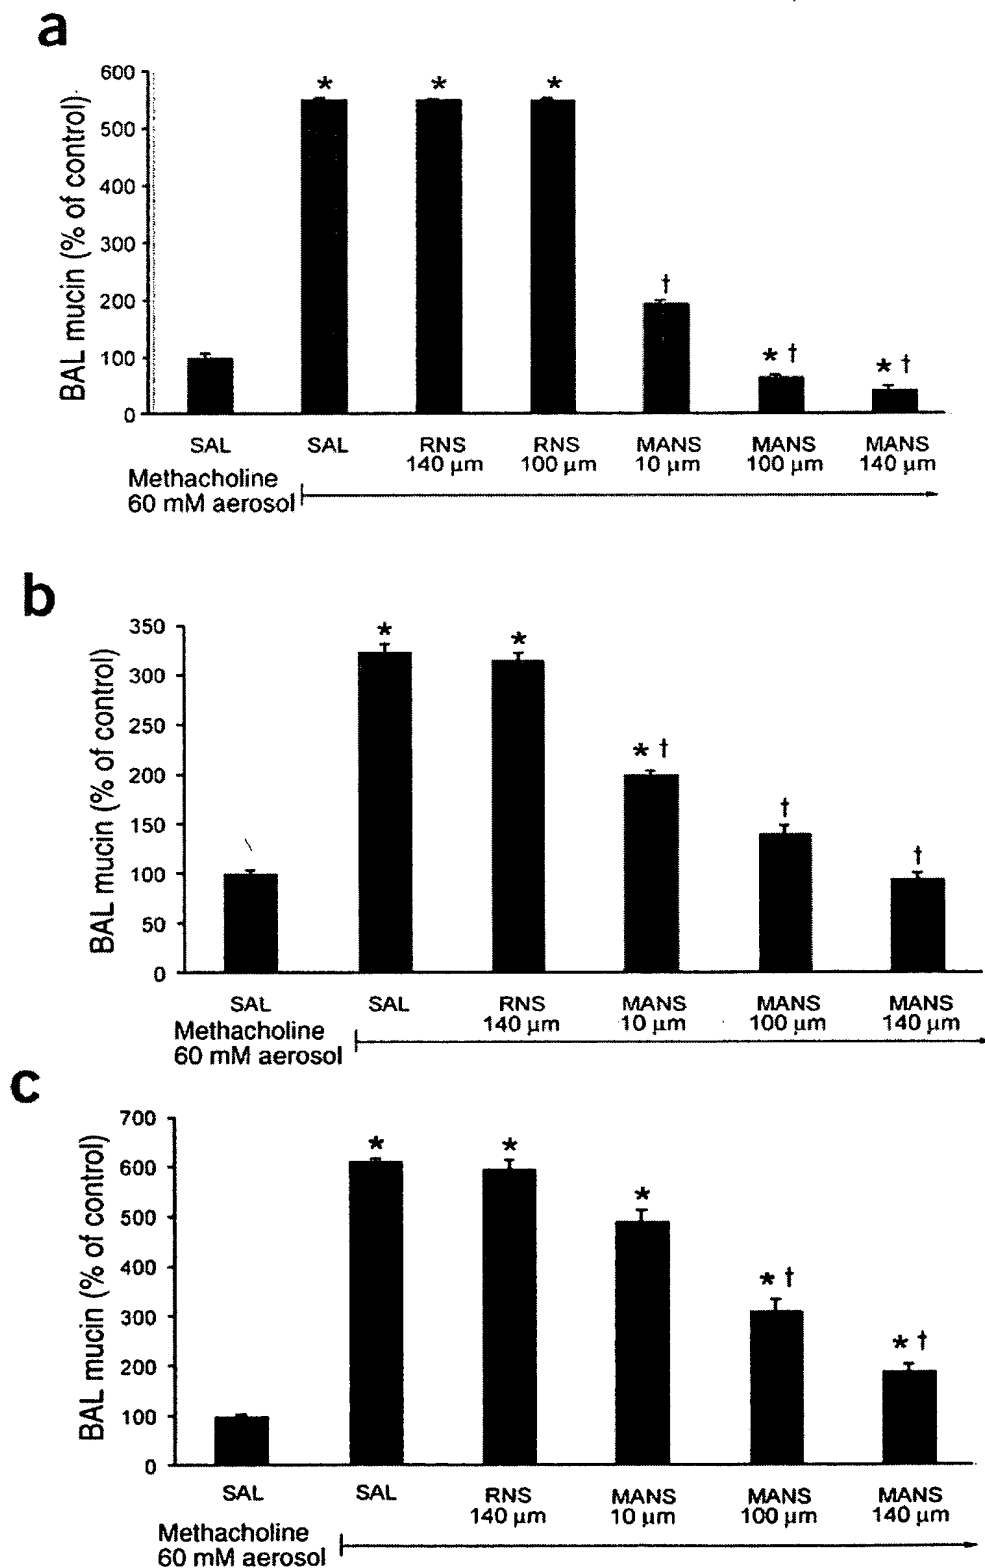 a
BAL mucin (% of control)
600
500
400
300
200
100
0
* * * † * † * †
SAL SAL RNS RNS MANS MANS MANS
140 μm 100 μm 10 μm 100 μm 140 μm
Methacholine
60 mM aerosol
b
BAL mucin (% of control)
350
300
250
200
150
100
50
0
* * * † † †
SAL SAL RNS MANS MANS MANS
140 μm 10 μm 100 μm 140 μm
Methacholine
60 mM aerosol
c
BAL mucin (% of control)
700
600
500
400
300
200
100
0
* * * * † * †
SAL SAL RNS MANS MANS MANS
140 μm 10 μm 100 μm 140 μm
Methacholine
60 mM aerosol